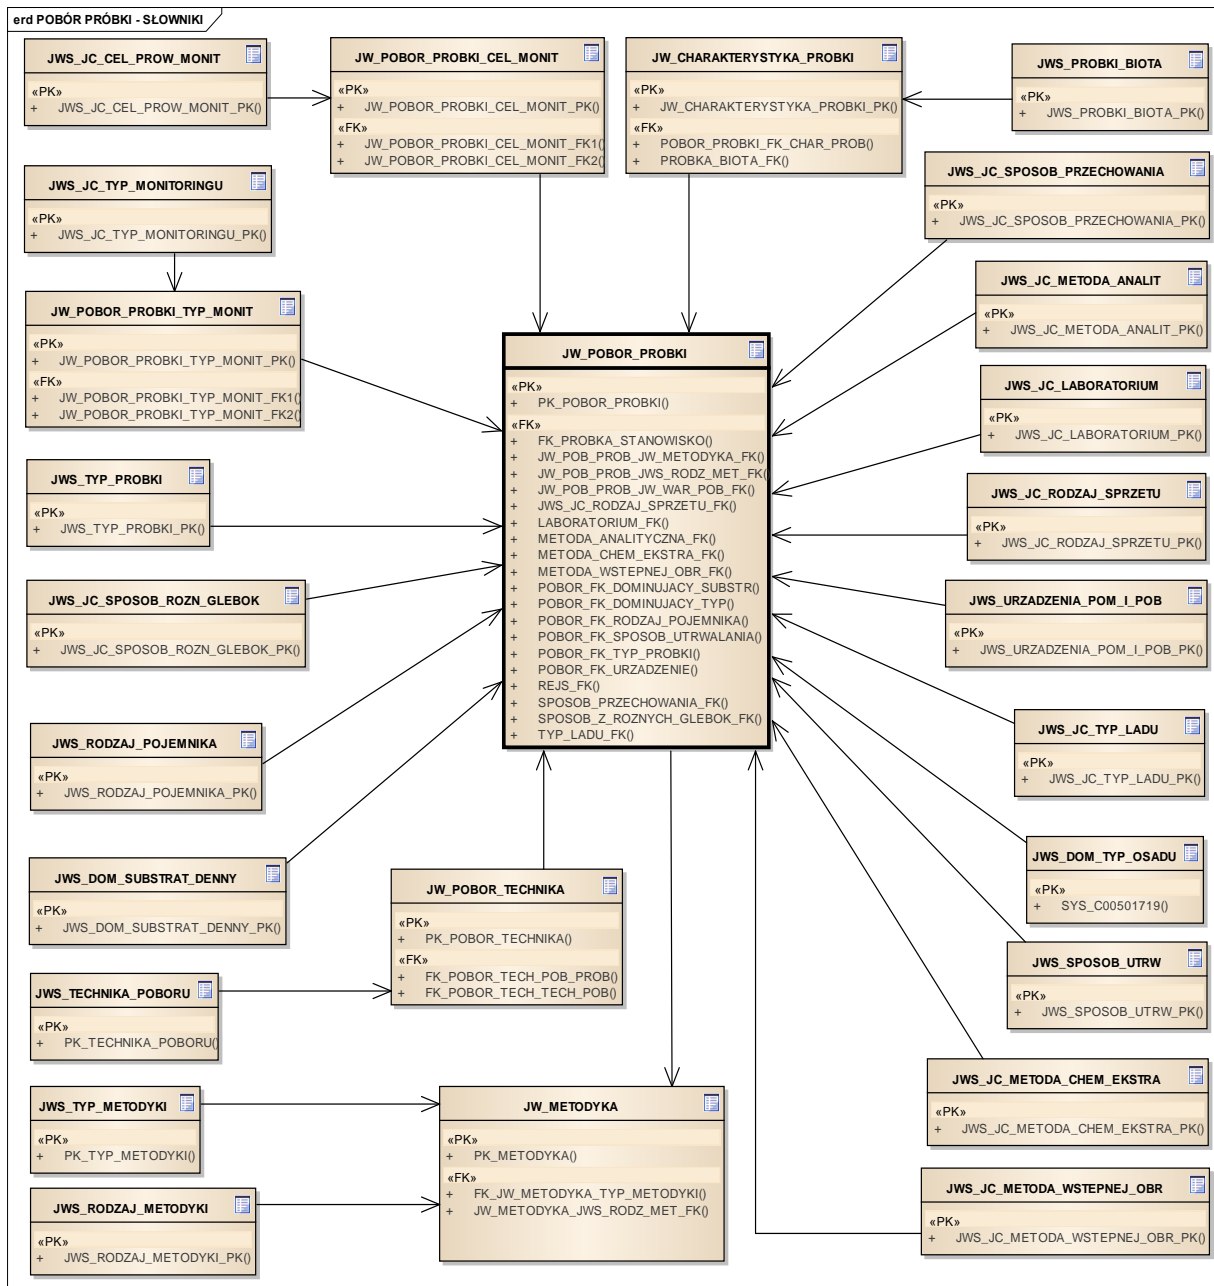 erd POBÓR PRÓBKI - SŁOWNIKI
JWS_JC_CEL_PROW_MONIT
«PK»
+ JWS_JC_CEL_PROW_MONIT_PK()
JW_POBOR_PROBKI_CEL_MONIT
«PK»
+ JW_POBOR_PROBKI_CEL_MONIT_PK()
«FK»
+ JW_POBOR_PROBKI_CEL_MONIT_FK1()
+ JW_POBOR_PROBKI_CEL_MONIT_FK2()
JW_CHARAKTERYSTYKA_PROBKI
«PK»
+ JW_CHARAKTERYSTYKA_PROBKI_PK()
«FK»
+ POBOR_PROBKI_FK_CHAR_PROB()
+ PROBKA_BIOTA_FK()
JWS_PROBKI_BIOTA
«PK»
+ JWS_PROBKI_BIOTA_PK()
JWS_JC_TYP_MONITORINGU
«PK»
+ JWS_JC_TYP_MONITORINGU_PK()
JWS_JC_SPOSOB_PRZECHOWANIA
«PK»
+ JWS_JC_SPOSOB_PRZECHOWANIA_PK()
JW_POBOR_PROBKI_TYP_MONIT
«PK»
+ JW_POBOR_PROBKI_TYP_MONIT_PK()
«FK»
+ JW_POBOR_PROBKI_TYP_MONIT_FK1()
+ JW_POBOR_PROBKI_TYP_MONIT_FK2()
JWS_JC_METODA_ANALIT
«PK»
+ JWS_JC_METODA_ANALIT_PK()
JW_POBOR_PROBKI
«PK»
+ PK_POBOR_PROBKI()
«FK»
+ FK_PROBKA_STANOWISKO()
+ JW_POB_PROB_JW_METODYKA_FK()
+ JW_POB_PROB_JWS_RODZ_MET_FK()
+ JW_POB_PROB_JW_WAR_POB_FK()
+ JWS_JC_RODZAJ_SPRZETU_FK()
+ LABORATORIUM_FK()
+ METODA_ANALITYCZNA_FK()
+ METODA_CHEM_EKSTRA_FK()
+ METODA_WSTEPNEJ_OBR_FK()
+ POBOR_FK_DOMINUJACY_SUBSTR()
+ POBOR_FK_DOMINUJACY_TYP()
+ POBOR_FK_RODZAJ_POJEMNIKA()
+ POBOR_FK_SPOSOB_UTRWALANIA()
+ POBOR_FK_TYP_PROBKI()
+ POBOR_FK_URZADZENIE()
+ REJS_FK()
+ SPOSOB_PRZECHOWANIA_FK()
+ SPOSOB_Z_ROZNYCH_GLEBOK_FK()
+ TYP_LADU_FK()
JWS_JC_LABORATORIUM
«PK»
+ JWS_JC_LABORATORIUM_PK()
JWS_TYP_PROBKI
«PK»
+ JWS_TYP_PROBKI_PK()
JWS_JC_RODZAJ_SPRZETU
«PK»
+ JWS_JC_RODZAJ_SPRZETU_PK()
JWS_JC_SPOSOB_ROZN_GLEBOK
«PK»
+ JWS_JC_SPOSOB_ROZN_GLEBOK_PK()
JWS_URZADZENIA_POM_I_POB
«PK»
+ JWS_URZADZENIA_POM_I_POB_PK()
JWS_RODZAJ_POJEMNIKA
«PK»
+ JWS_RODZAJ_POJEMNIKA_PK()
JWS_JC_TYP_LADU
«PK»
+ JWS_JC_TYP_LADU_PK()
JWS_DOM_SUBSTRAT_DENNY
«PK»
+ JWS_DOM_SUBSTRAT_DENNY_PK()
JW_POBOR_TECHNIKA
«PK»
+ PK_POBOR_TECHNIKA()
«FK»
+ FK_POBOR_TECH_POB_PROB()
+ FK_POBOR_TECH_TECH_POB()
JWS_DOM_TYP_OSADU
«PK»
+ SYS_C00501719()
JWS_TECHNIKA_POBORU
«PK»
+ PK_TECHNIKA_POBORU()
JWS_SPOSOB_UTRW
«PK»
+ JWS_SPOSOB_UTRW_PK()
JWS_TYP_METODYKI
«PK»
+ PK_TYP_METODYKI()
JW_METODYKA
«PK»
+ PK_METODYKA()
«FK»
+ FK_JW_METODYKA_TYP_METODYKI()
+ JW_METODYKA_JWS_RODZ_MET_FK()
JWS_JC_METODA_CHEM_EKSTRA
«PK»
+ JWS_JC_METODA_CHEM_EKSTRA_PK()
JWS_RODZAJ_METODYKI
«PK»
+ JWS_RODZAJ_METODYKI_PK()
JWS_JC_METODA_WSTEPNEJ_OBR
«PK»
+ JWS_JC_METODA_WSTEPNEJ_OBR_PK()